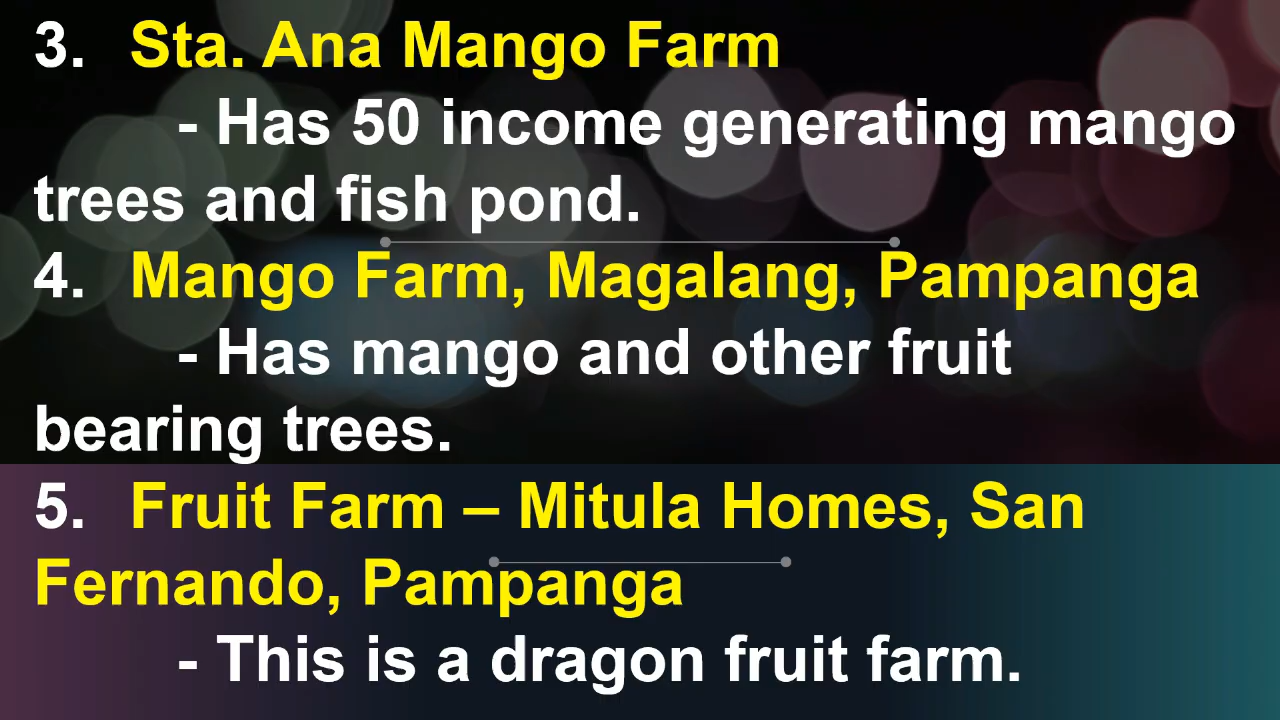 3. Sta. Ana Mango Farm
- Has 50 income generating mango
trees and fish pond.
4. Mango Farm, Magalang, Pampanga
- Has mango and other fruit
bearing trees.
5. Fruit Farm – Mitula Homes, San
Fernando, Pampanga
- This is a dragon fruit farm.